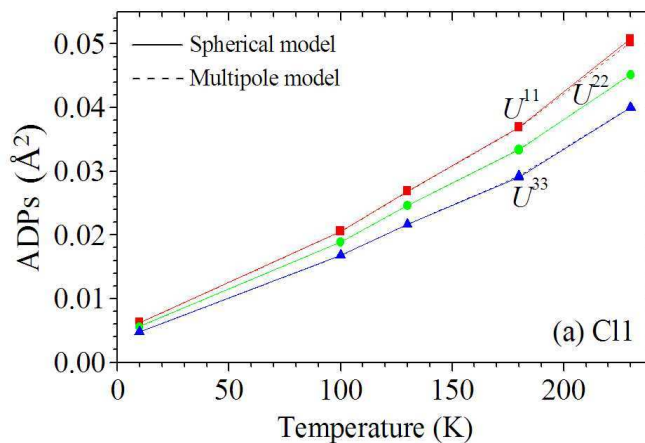 0.05
0.04
0.03
0.02
0.01
0.00
ADPs (Å²)
Spherical model
Multipole model
U¹¹
U²²
U³³
(a) Cl1
0 50 100 150 200
Temperature (K)